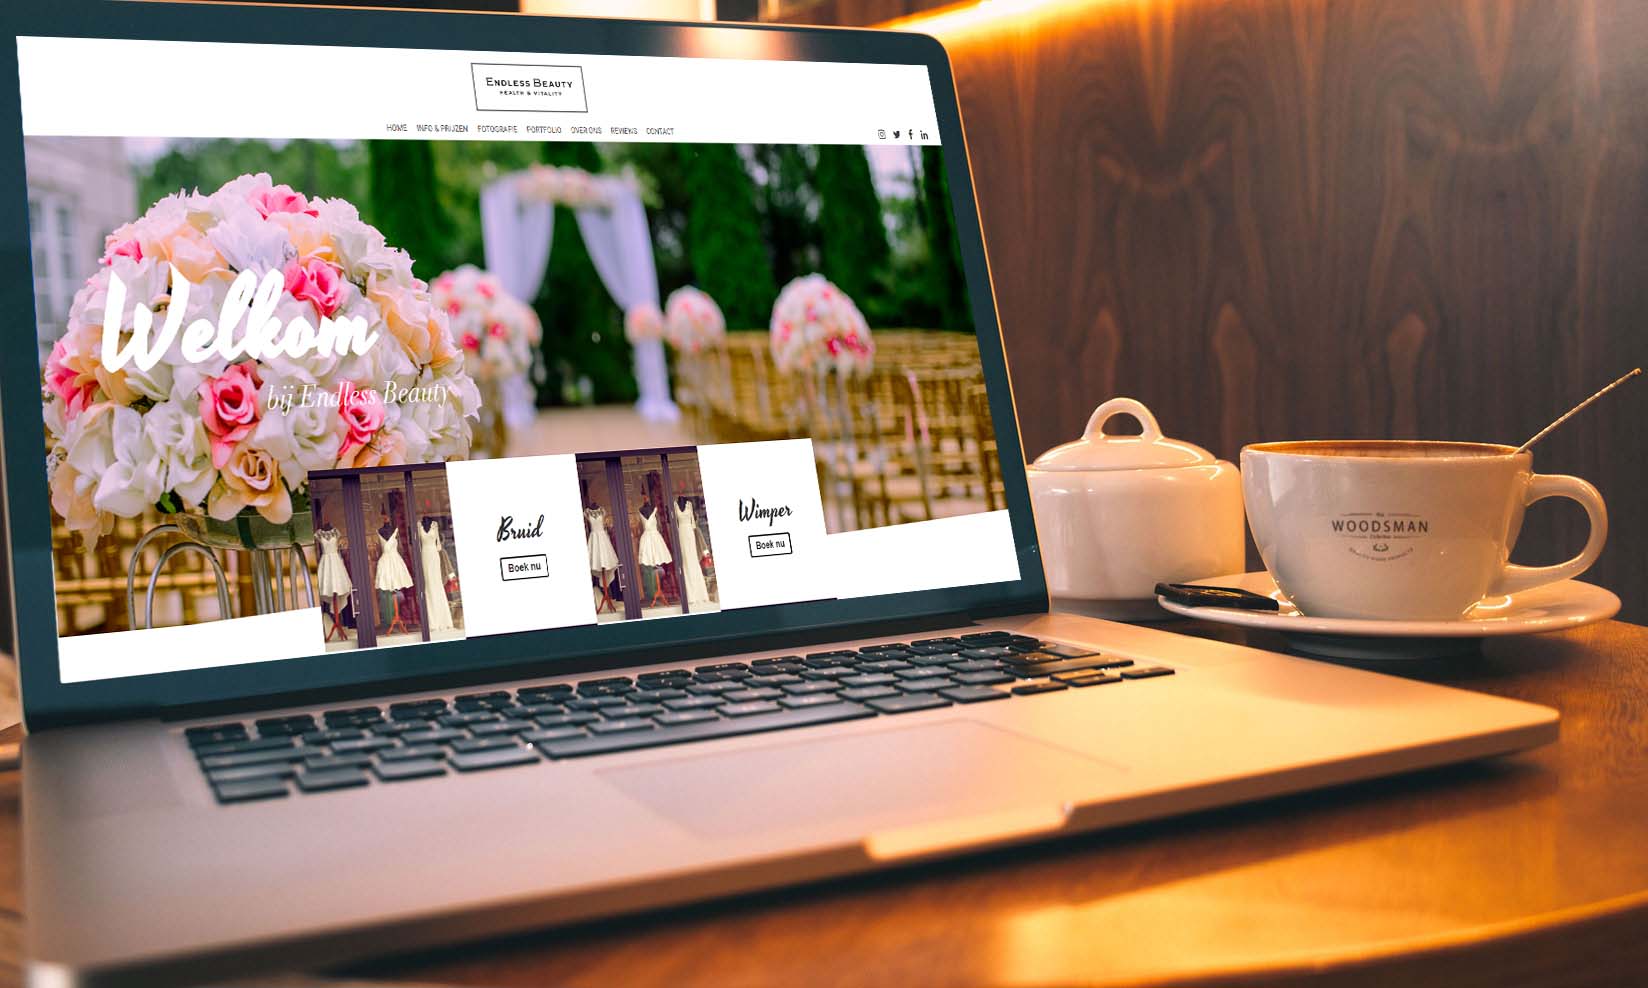 ENDLESS BEAUTY
HEALTH & VITALITY
HOME INFO & PRIJZEN FOTOGRAFIE PORTFOLIO OVER ONS REVIEWS CONTACT
Welkom
bij Endless Beauty
Bruid
Boek nu
Wimper
Boek nu
WOODSMAN